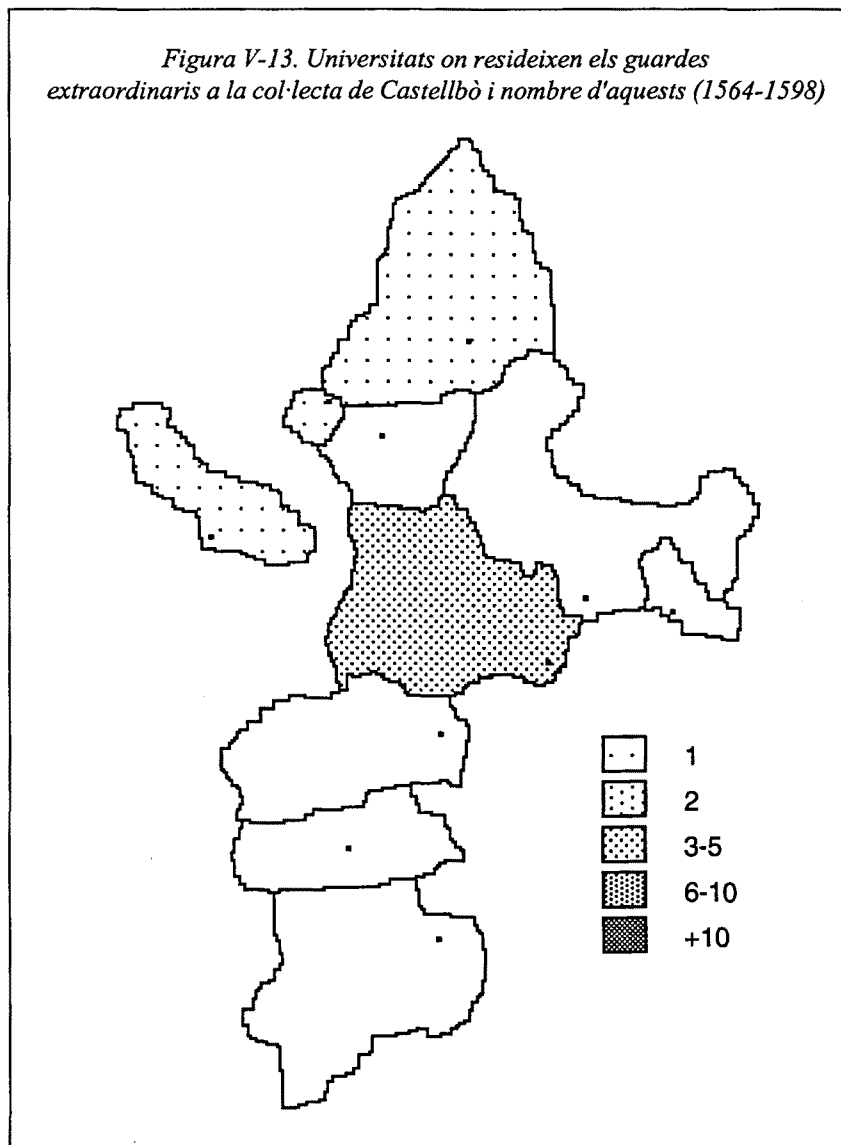 Figura V-13. Universitats on resideixen els guardes
extraordinaris a la col·lecta de Castellbò i nombre d'aquests (1564-1598)
1
2
3-5
6-10
+10